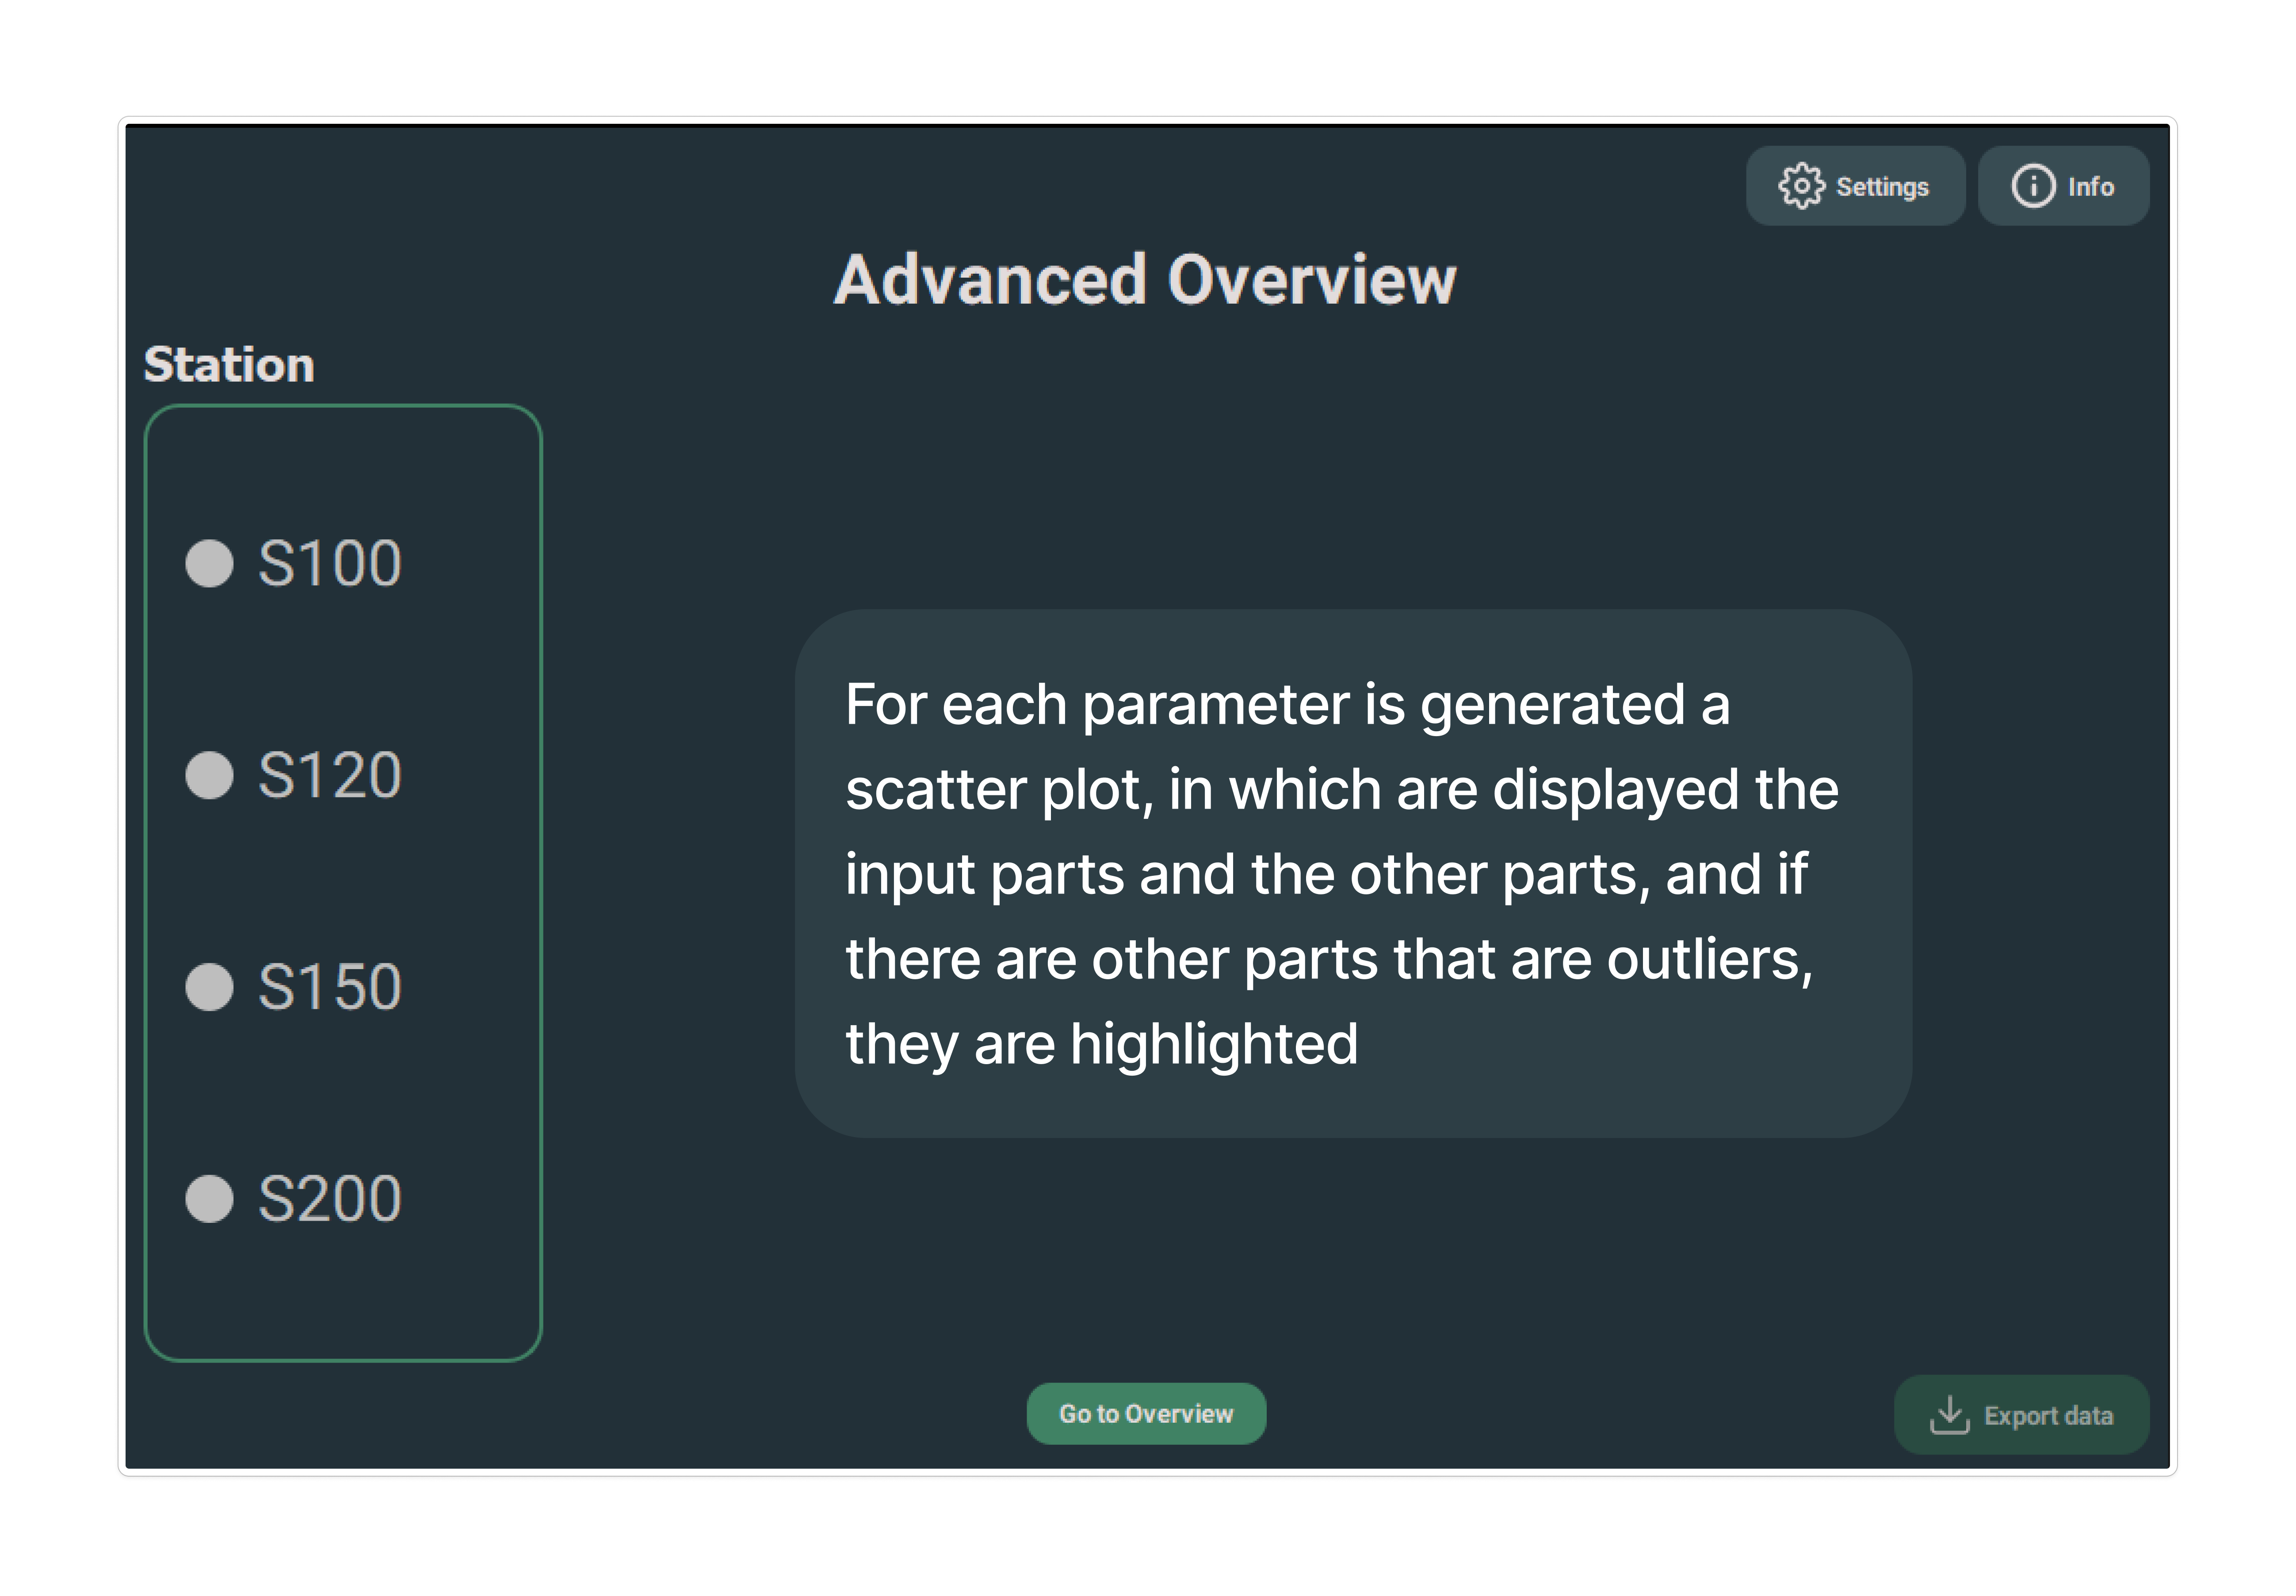 Settings
Info
Advanced Overview
Station
S100
S120
S150
S200
For each parameter is generated a
scatter plot, in which are displayed the
input parts and the other parts, and if
there are other parts that are outliers,
they are highlighted
Go to Overview
Export data